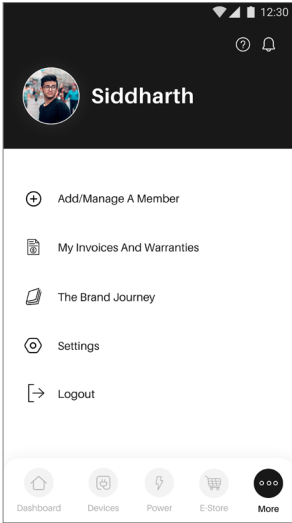 12:30
Siddharth
Add/Manage A Member
My Invoices And Warranties
The Brand Journey
Settings
Logout
Dashboard
Devices
Power
E-Store
More